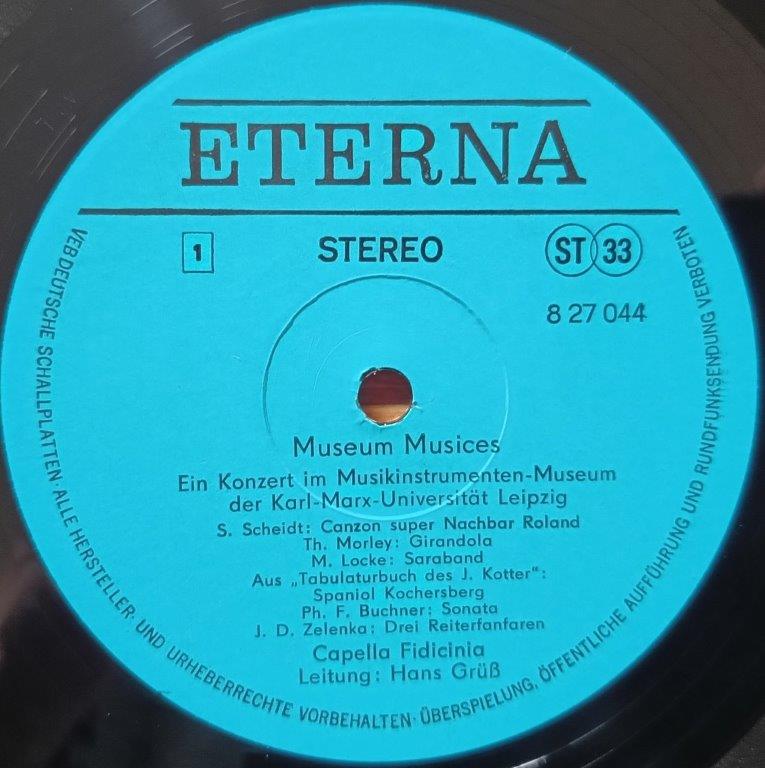 ETERNA
1 STEREO ST 33
8 27 044
Museum Musices
Ein Konzert im Musikinstrumenten-Museum
der Karl-Marx-Universität Leipzig
S. Scheidt: Canzon super Nachbar Roland
Th. Morley: Girandola
M. Locke: Saraband
Aus „Tabulaturbuch des J. Kotter":
Spaniol Kochersberg
Ph. F. Buchner: Sonata
J. D. Zelenka: Drei Reiterfanfaren
Capella Fidicinia
Leitung: Hans Grüß
VEB DEUTSCHE SCHALLPLATTEN · ALLE HERSTELLER- UND URHEBERRECHTE VORBEHALTEN · ÜBERSPIELUNG, ÖFFENTLICHE AUFFÜHRUNG UND RUNDFUNKSENDUNG VERBOTEN